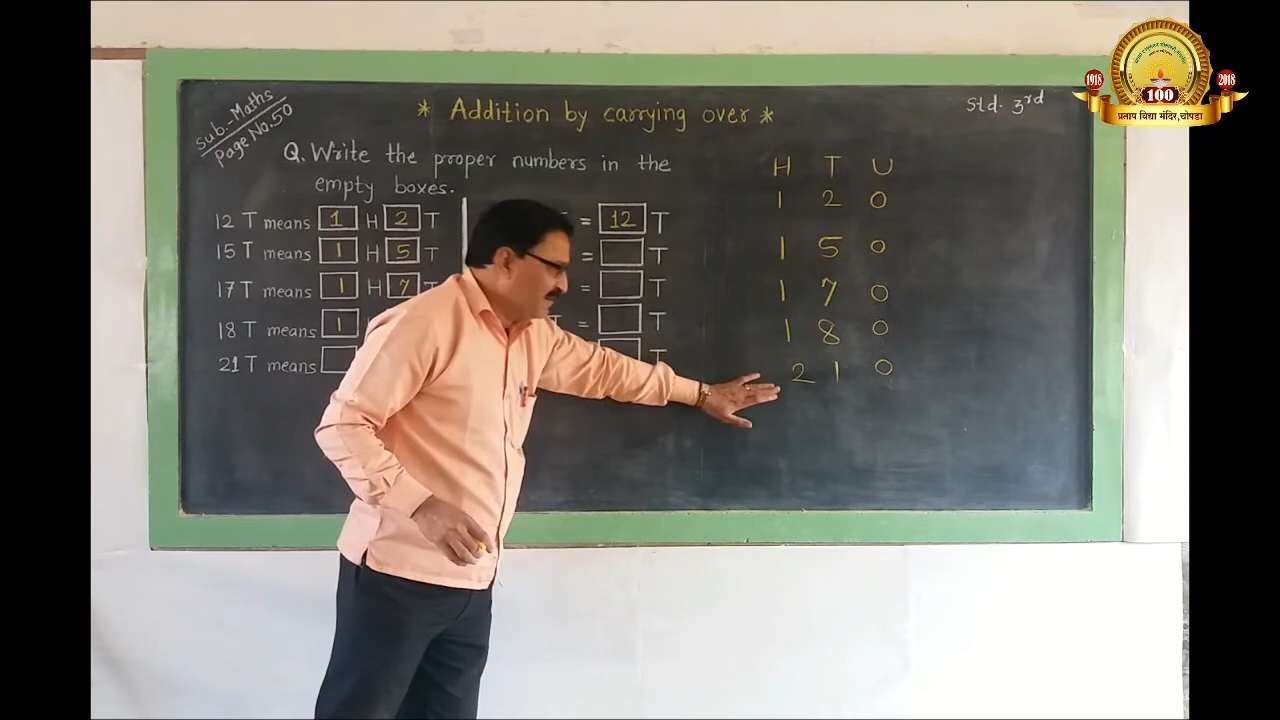 Sub. Maths
Page No. 50
* Addition by carrying over *
Std. 3rd
Q. Write the proper numbers in the
empty boxes.
12 T means 1 H 2 T
15 T means 1 H 5 T
17 T means 1 H 7 T
18 T means 1
21 T means
= 12 T
= T
= T
T = T
T
H T U
1 2 0
1 5 0
1 7 0
1 8 0
2 1 0
1918
2018
100
प्रताप विद्या मंदिर, चोपडा